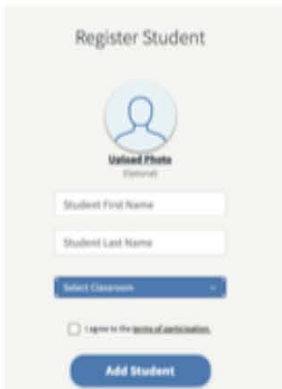 Register Student
Upload Photo
(Optional)
Student First Name
Student Last Name
Select Classroom
I agree to the terms of participation.
Add Student